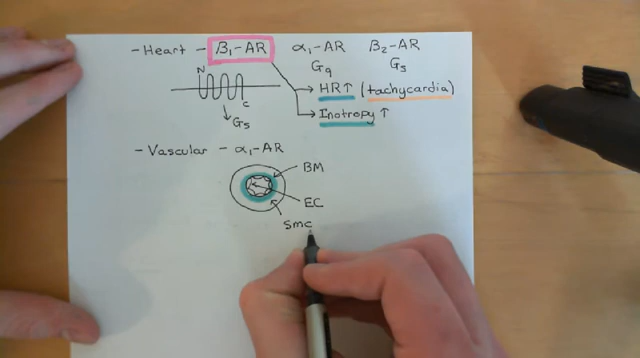 - Heart - β₁-AR α₁-AR β₂-AR
Gq Gs
N
C
Gs
HR↑ (tachycardia)
Inotropy ↑
- Vascular - α₁-AR
BM
EC
smc